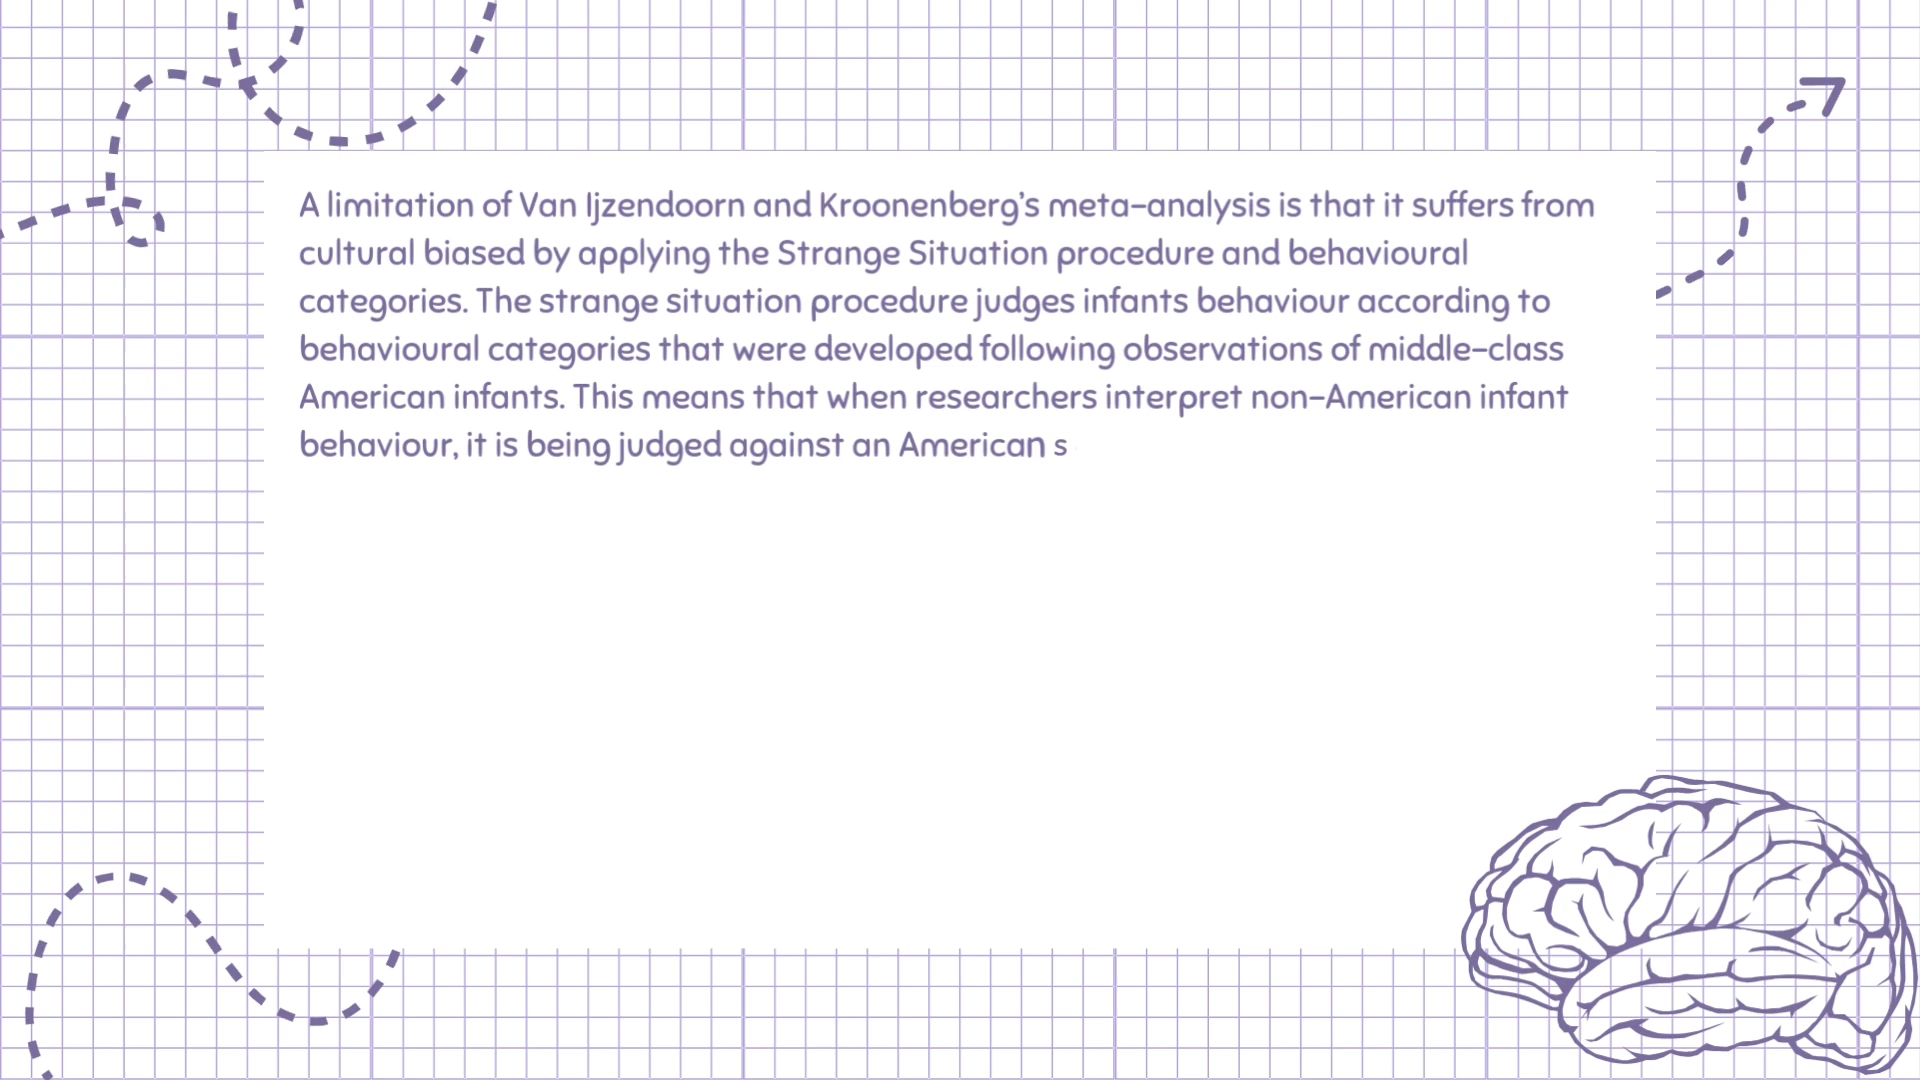 A limitation of Van Ijzendoorn and Kroonenberg’s meta-analysis is that it suffers from
cultural biased by applying the Strange Situation procedure and behavioural
categories. The strange situation procedure judges infants behaviour according to
behavioural categories that were developed following observations of middle-class
American infants. This means that when researchers interpret non-American infant
behaviour, it is being judged against an American s